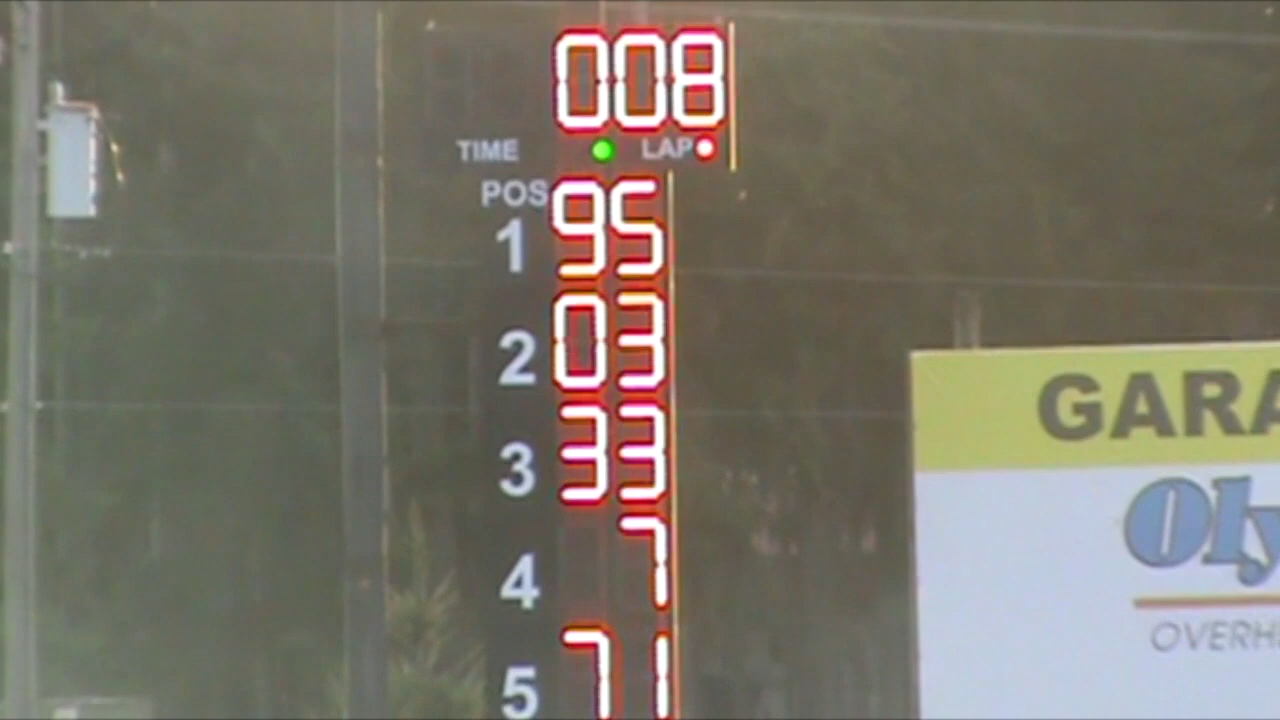 008
TIME LAP
POS
1 95
2 03
3 33
4 7
5 71
GARA
Oly
OVERH